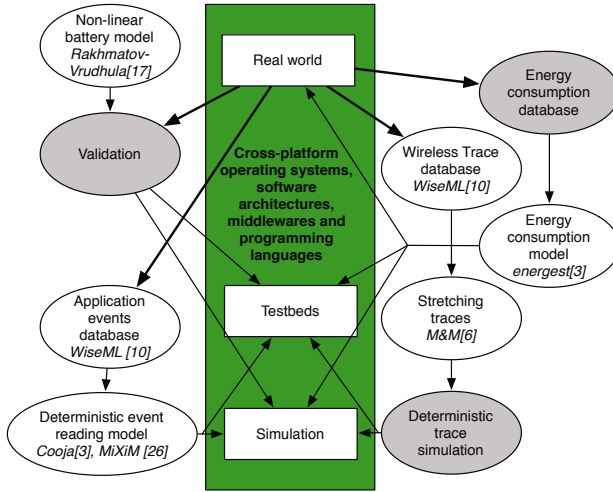 Non-linear
battery model
Rakhmatov-
Vrudhula[17]
Real world
Energy
consumption
database
Validation
Cross-platform
operating systems,
software
architectures,
middlewares and
programming
languages
Wireless Trace
database
WiseML[10]
Energy
consumption
model
energest[3]
Application
events
database
WiseML [10]
Testbeds
Stretching
traces
M&M[6]
Deterministic event
reading model
Cooja[3], MiXiM [26]
Simulation
Deterministic
trace
simulation